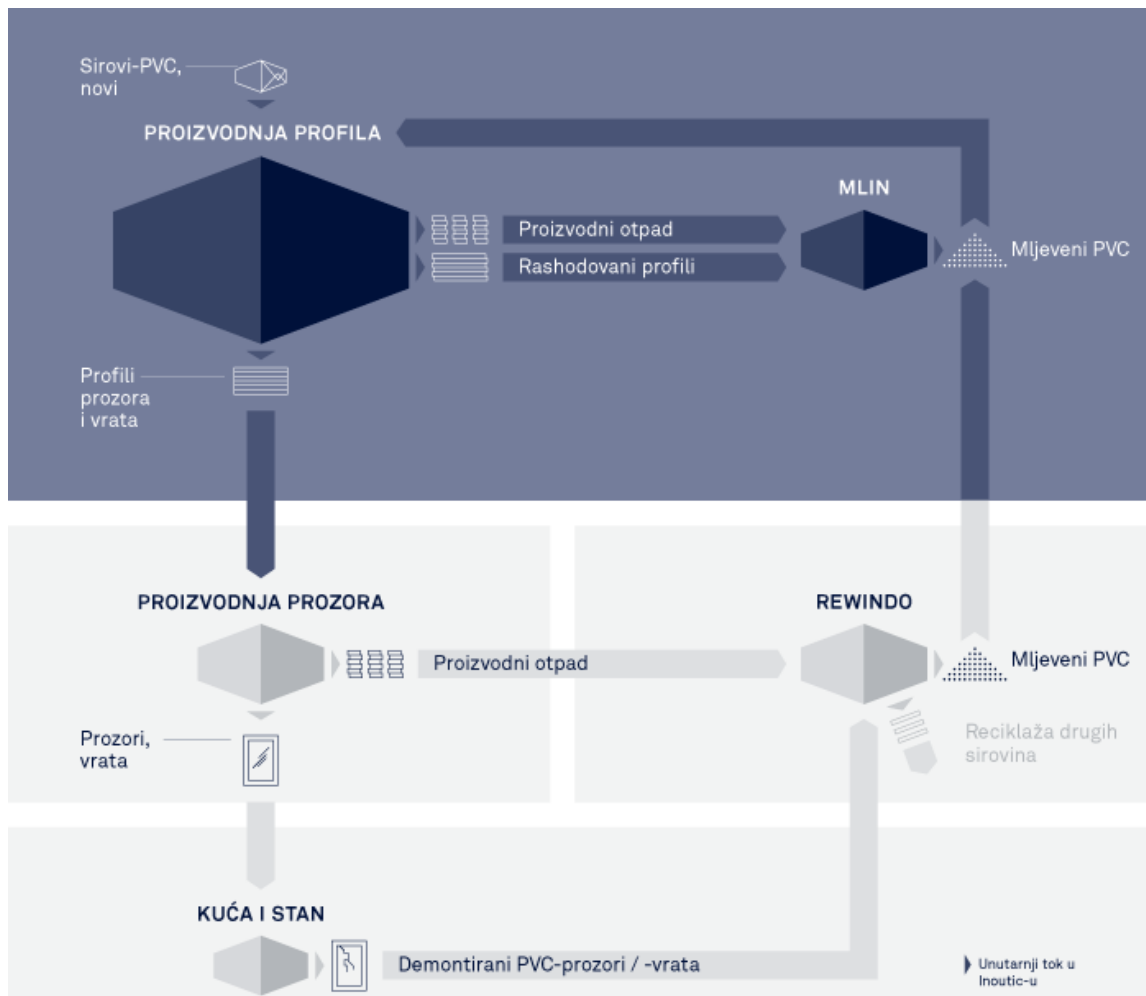 Sirovi-PVC,
novi
PROIZVODNJA PROFILA
MLIN
Proizvodni otpad
Rashodovani profili
Mljeveni PVC
Profili
prozora
i vrata
PROIZVODNJA PROZORA
REWINDO
Proizvodni otpad
Mljeveni PVC
Prozori,
vrata
Reciklaža drugih
sirovina
KUĆA I STAN
Demontirani PVC-prozori / -vrata
Unutarnji tok u
Inoutic-u